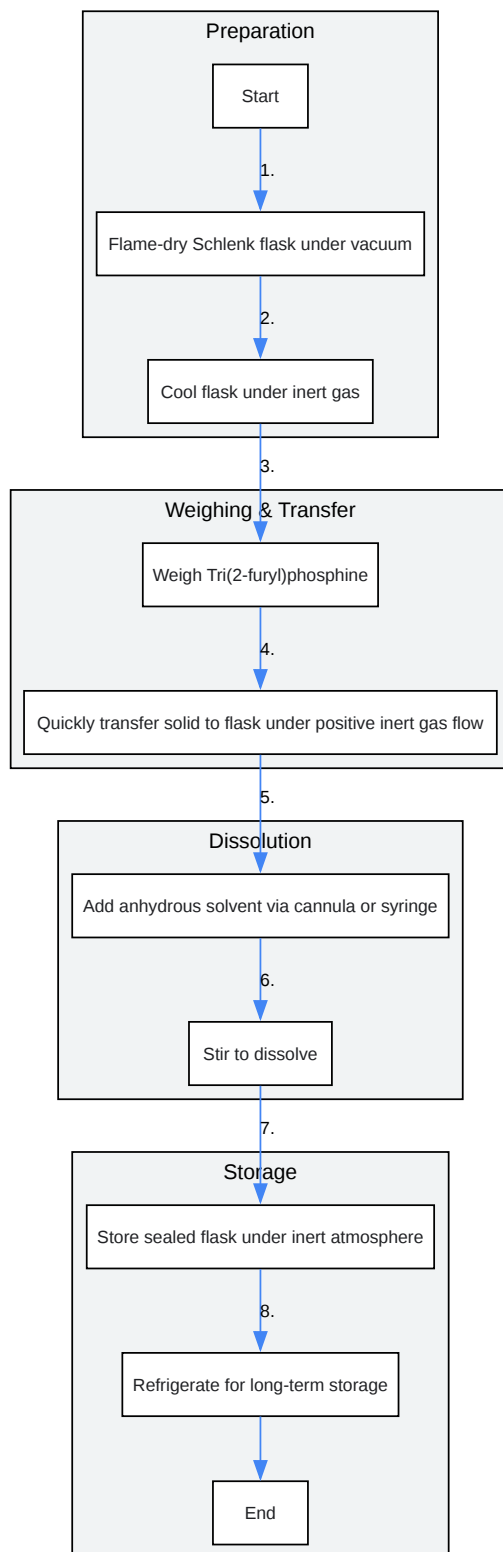 Preparation
Start
1.
Flame-dry Schlenk flask under vacuum
2.
Cool flask under inert gas
3.
Weighing & Transfer
Weigh Tri(2-furyl)phosphine
4.
Quickly transfer solid to flask under positive inert gas flow
5.
Dissolution
Add anhydrous solvent via cannula or syringe
6.
Stir to dissolve
7.
Storage
Store sealed flask under inert atmosphere
8.
Refrigerate for long-term storage
End